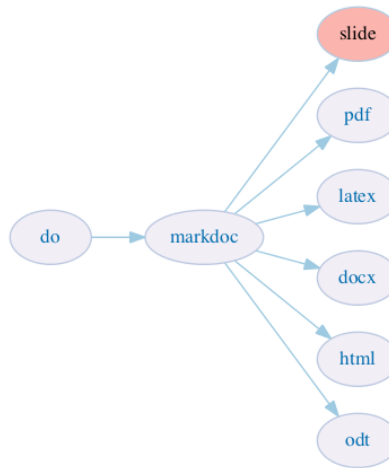 slide
pdf
latex
do
markdoc
docx
html
odt